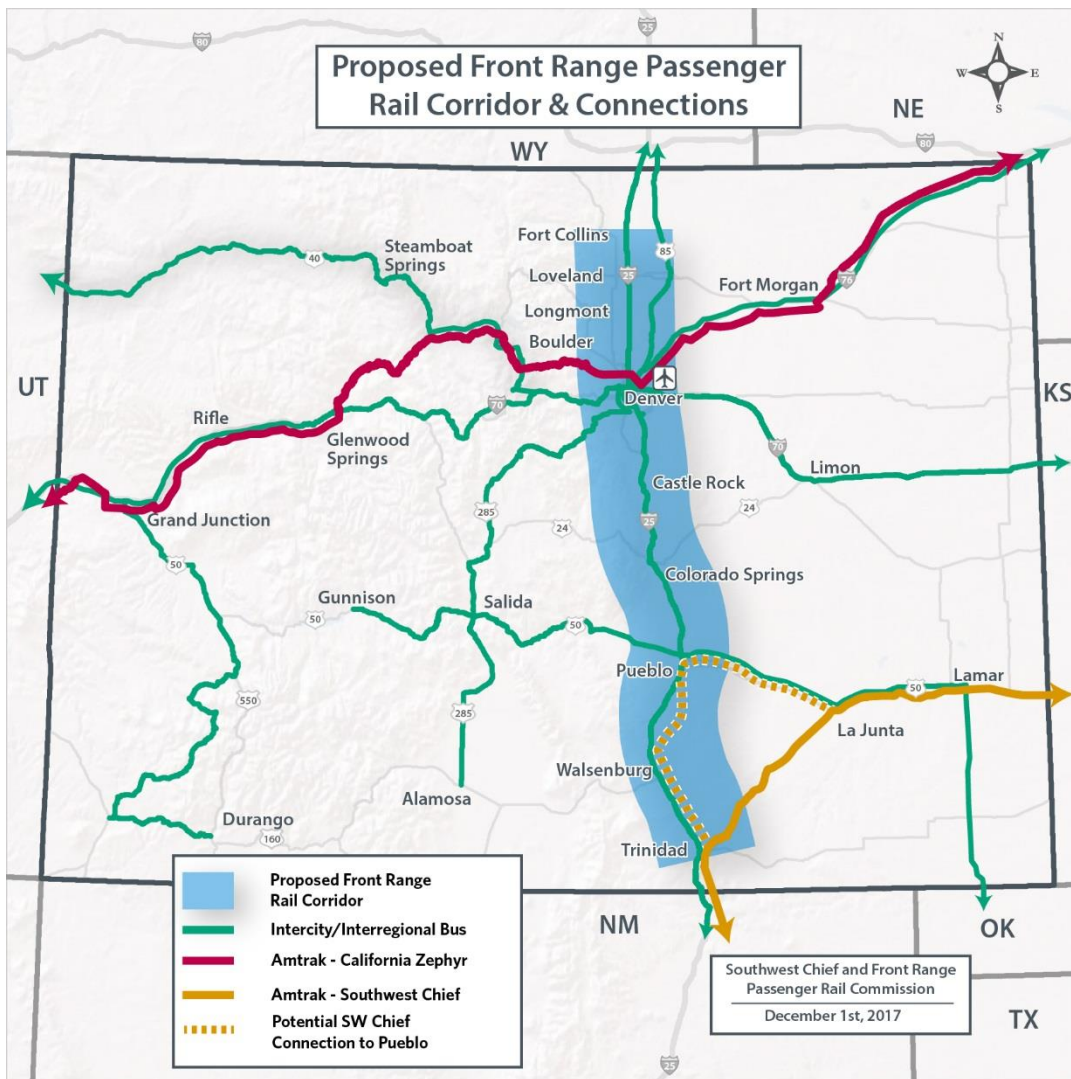 25
80
Proposed Front Range Passenger
Rail Corridor & Connections
N
W
E
S
NE
80
WY
Fort Collins
85
Steamboat
Springs
40
Loveland
25
Fort Morgan
76
Longmont
Boulder
UT
KS
Denver
70
Rifle
Glenwood
Springs
70
Limon
Castle Rock
285
24
24
25
Grand Junction
50
Colorado Springs
Gunnison
Salida
50
50
Pueblo
Lamar
50
550
285
La Junta
Walsenburg
Alamosa
Durango
160
Trinidad
Proposed Front Range
Rail Corridor
Intercity/Interregional Bus
Amtrak - California Zephyr
Amtrak - Southwest Chief
Potential SW Chief
Connection to Pueblo
NM
OK
Southwest Chief and Front Range
Passenger Rail Commission
December 1st, 2017
TX
25